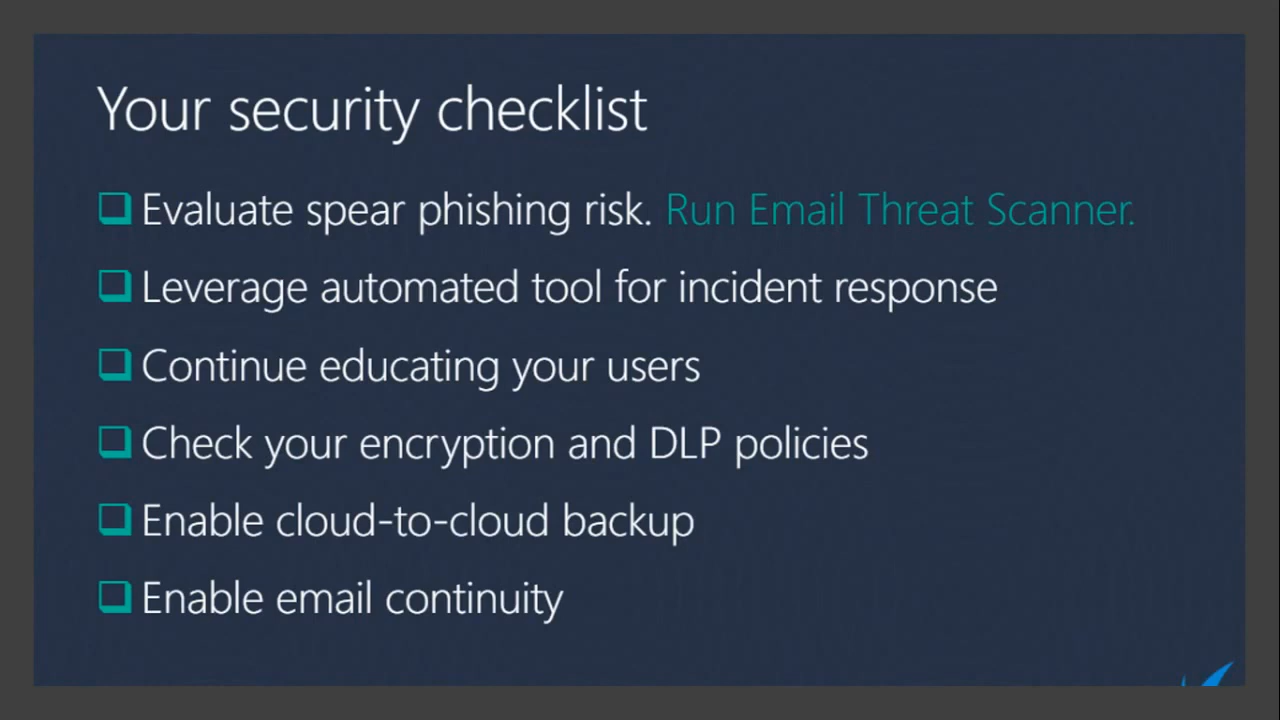 Your security checklist
Evaluate spear phishing risk. Run Email Threat Scanner.
Leverage automated tool for incident response
Continue educating your users
Check your encryption and DLP policies
Enable cloud-to-cloud backup
Enable email continuity